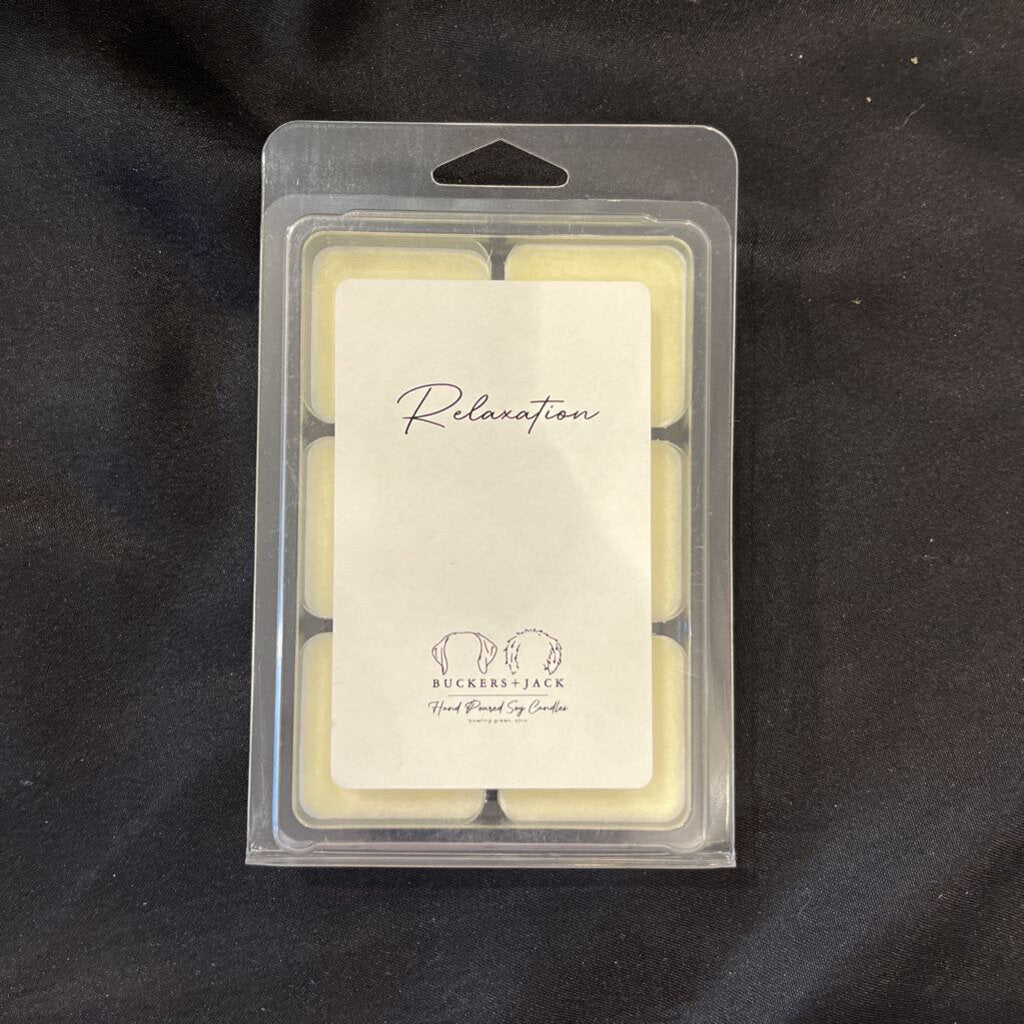 Relaxation
BUCKERS+JACK
Hand Poured Soy Candles
bowling green, ohio